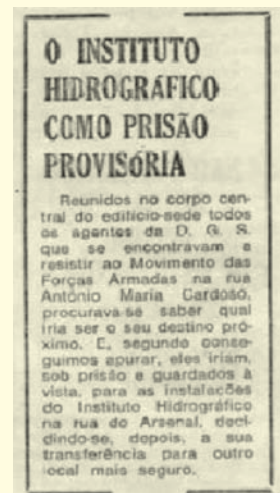 O INSTITUTO
HIDROGRÁFICO
COMO PRISÃO
PROVISÓRIA
Reunidos no corpo cen-
tral do edifício-sede todos
os agentes da D. G. S.
que se encontravam a
resistir ao Movimento das
Forças Armadas na rua
António Maria Cardoso,
procurava-se saber qual
iria ser o seu destino pró-
ximo. E, segundo conse-
guimos apurar, eles iriam,
sob prisão e guardados à
vista, para as instalações
do Instituto Hidrográfico
na rua do Arsenal, deci-
dindo-se, depois, a sua
transferência para outro
local mais seguro.